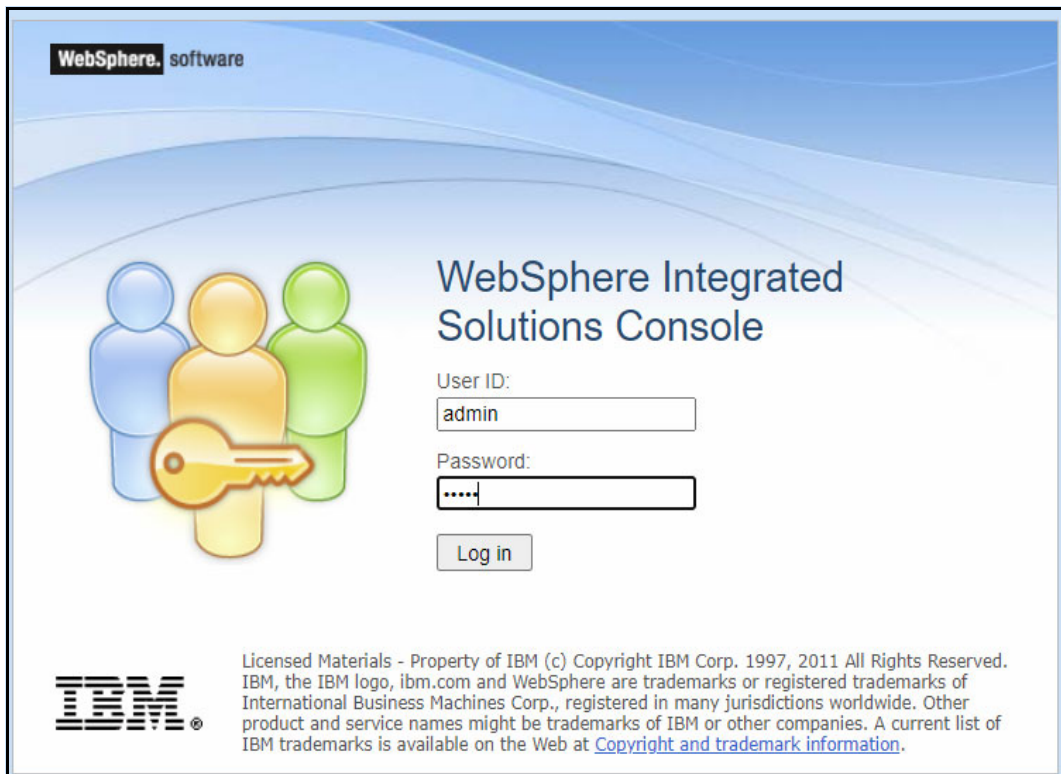 WebSphere. software
WebSphere Integrated
Solutions Console
User ID:
admin
Password:
•••••
Log in
Licensed Materials - Property of IBM (c) Copyright IBM Corp. 1997, 2011 All Rights Reserved.
IBM, the IBM logo, ibm.com and WebSphere are trademarks or registered trademarks of
International Business Machines Corp., registered in many jurisdictions worldwide. Other
product and service names might be trademarks of IBM or other companies. A current list of
IBM trademarks is available on the Web at Copyright and trademark information.
IBM®